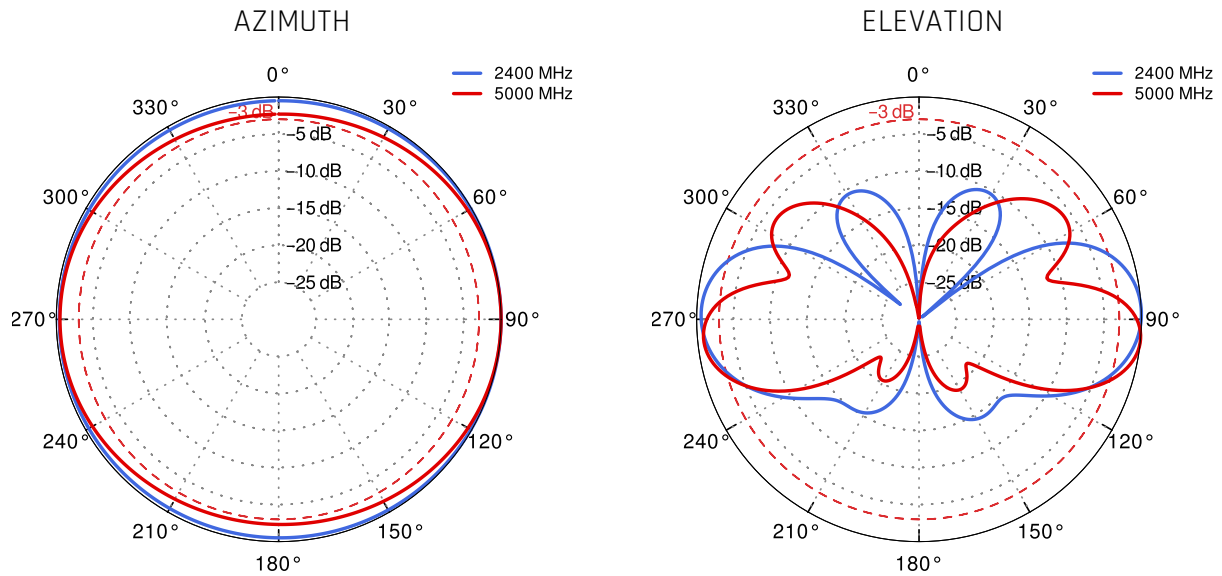 AZIMUTH
0°
2400 MHz
5000 MHz
330°
30°
−3 dB
−5 dB
−10 dB
300°
60°
−15 dB
−20 dB
−25 dB
270°
90°
240°
120°
210°
150°
180°
ELEVATION
0°
2400 MHz
5000 MHz
330°
30°
−3 dB
−5 dB
−10 dB
300°
60°
−15 dB
−20 dB
−25 dB
270°
90°
240°
120°
210°
150°
180°